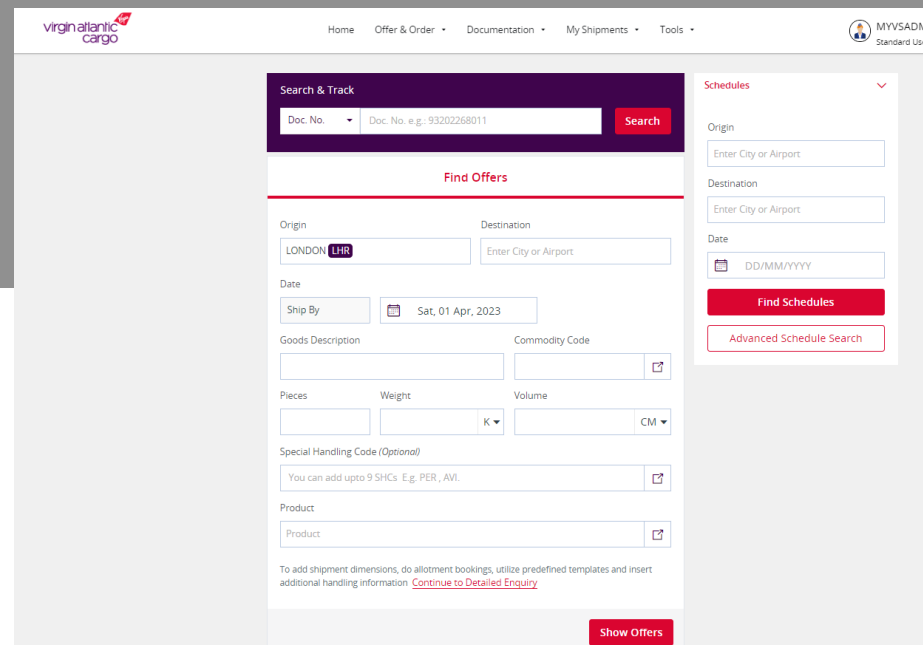 virgin atlantic
cargo
Home Offer & Order Documentation My Shipments Tools
MYVSADM
Standard Use
Search & Track
Doc. No. Doc. No. e.g.: 93202268011 Search
Find Offers
Origin Destination
LONDON LHR Enter City or Airport
Date
Ship By Sat, 01 Apr, 2023
Goods Description Commodity Code
Pieces Weight Volume
K CM
Special Handling Code (Optional)
You can add upto 9 SHCs E.g. PER , AVI.
Product
Product
To add shipment dimensions, do allotment bookings, utilize predefined templates and insert
additional handling information Continue to Detailed Enquiry
Show Offers
Schedules
Origin
Enter City or Airport
Destination
Enter City or Airport
Date
DD/MM/YYYY
Find Schedules
Advanced Schedule Search